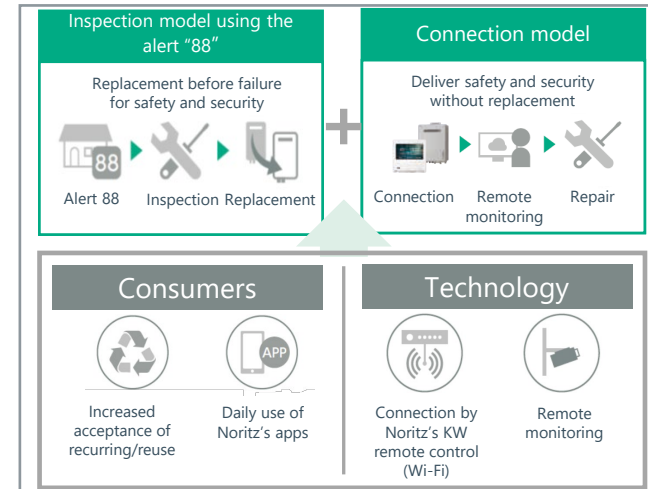 Inspection model using the
alert “88”
Replacement before failure
for safety and security
88
Alert 88
Inspection
Replacement
+
Connection model
Deliver safety and security
without replacement
Connection
Remote
monitoring
Repair
Consumers
APP
Increased
acceptance of
recurring/reuse
Daily use of
Noritz’s apps
Technology
Connection by
Noritz’s KW
remote control
(Wi-Fi)
Remote
monitoring